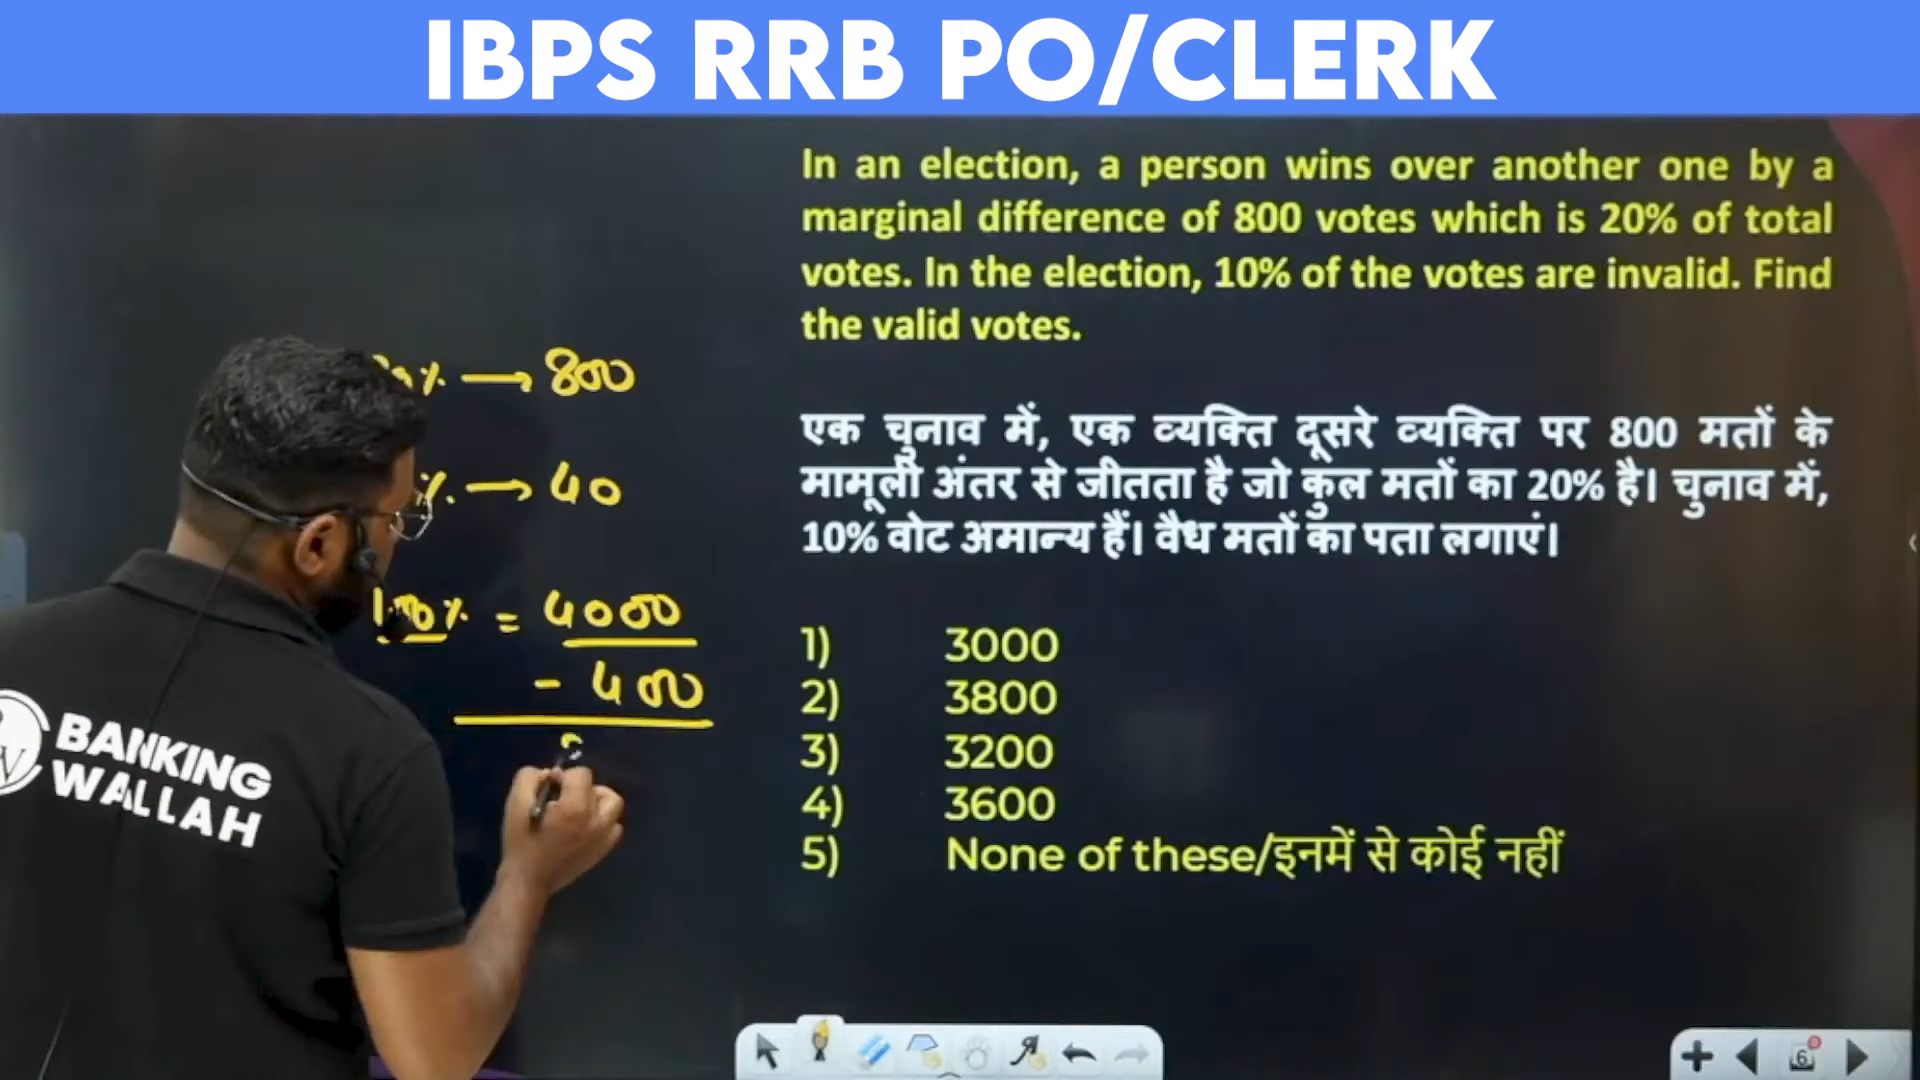 IBPS RRB PO/CLERK
In an election, a person wins over another one by a
marginal difference of 800 votes which is 20% of total
votes. In the election, 10% of the votes are invalid. Find
the valid votes.
एक चुनाव में, एक व्यक्ति दूसरे व्यक्ति पर 800 मतों के
मामूली अंतर से जीतता है जो कुल मतों का 20% है। चुनाव में,
10% वोट अमान्य हैं। वैध मतों का पता लगाएं।
1) 3000
2) 3800
3) 3200
4) 3600
5) None of these/इनमें से कोई नहीं
% → 800
%. → 40
100% = 4000
- 400
BANKING
WALLAH
6